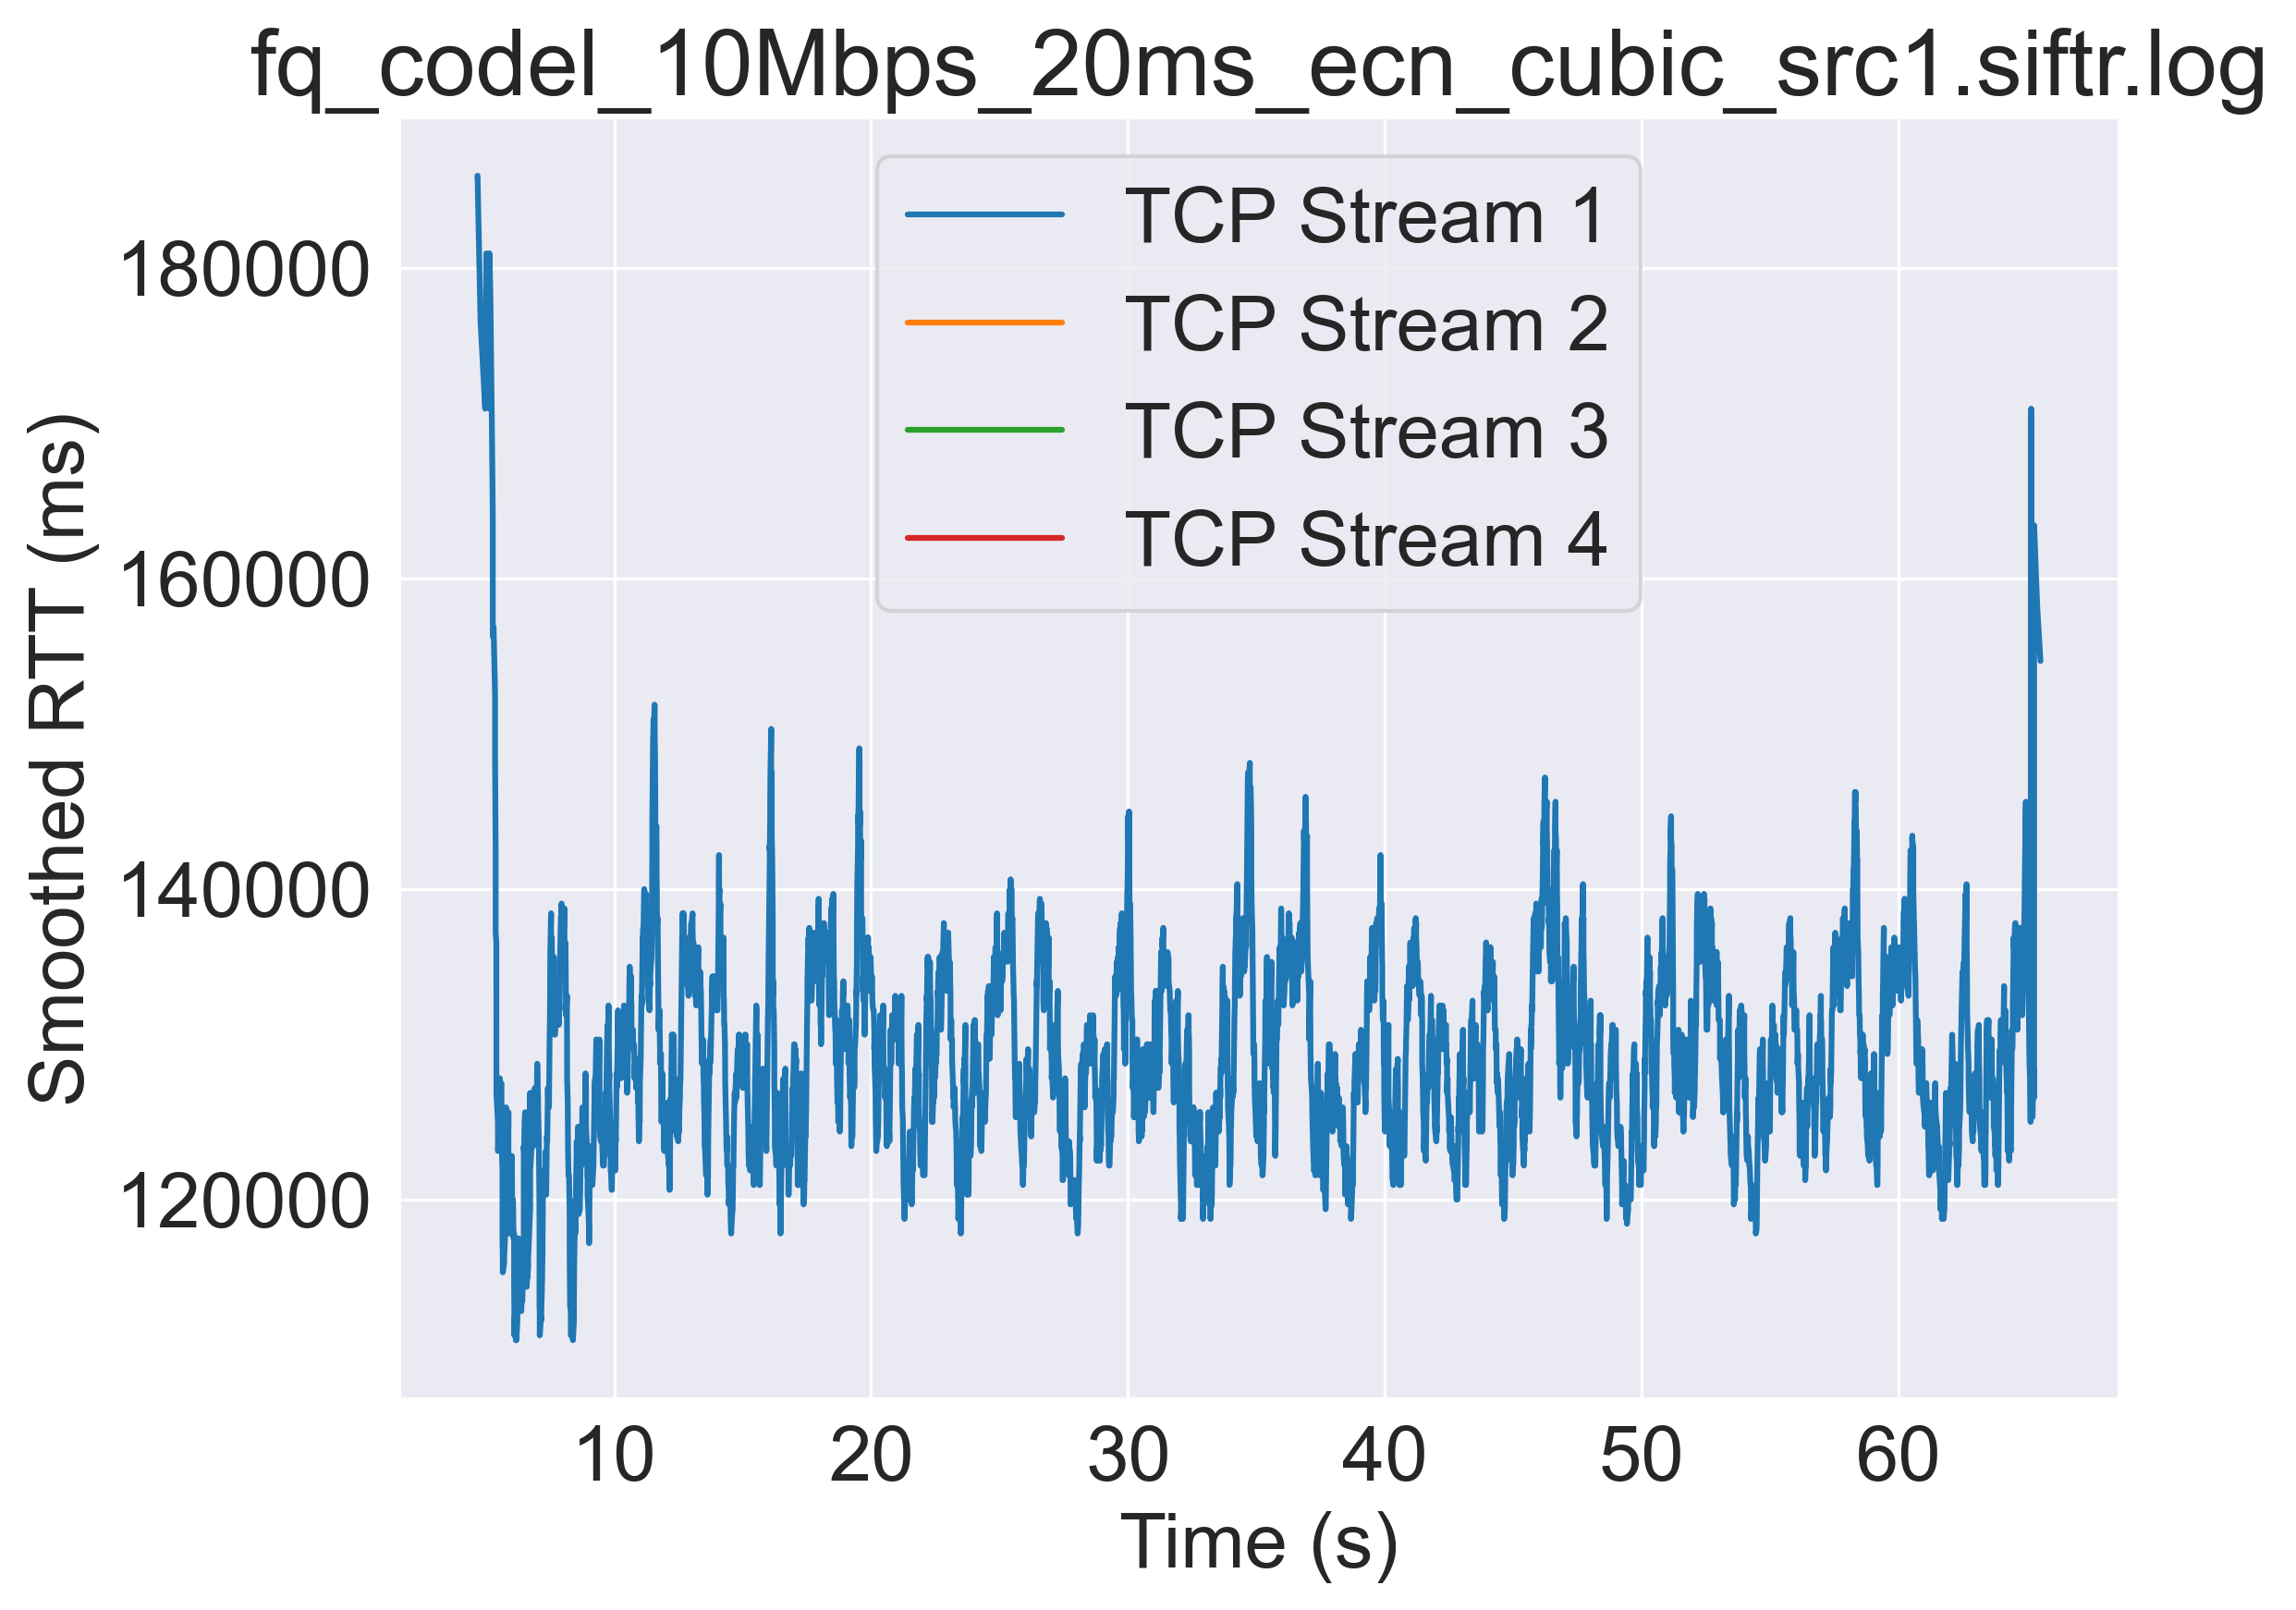 fq_codel_10Mbps_20ms_ecn_cubic_src1.siftr.log
TCP Stream 1
TCP Stream 2
TCP Stream 3
TCP Stream 4
Smoothed RTT (ms)
180000
160000
140000
120000
10 20 30 40 50 60
Time (s)